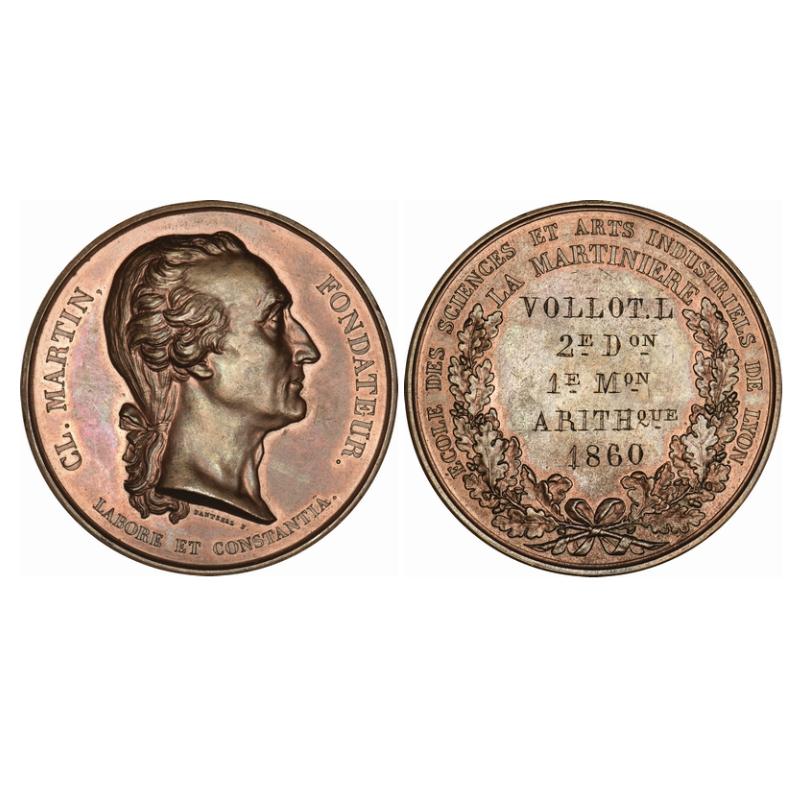 CL. MARTIN, FONDATEUR.
LABORE ET CONSTANTIA.
ÉCOLE DES SCIENCES ET ARTS INDUSTRIELS DE LYON
LA MARTINIERE
VOLLOT.L
2E DON
1E MON
ARITHQUE
1860